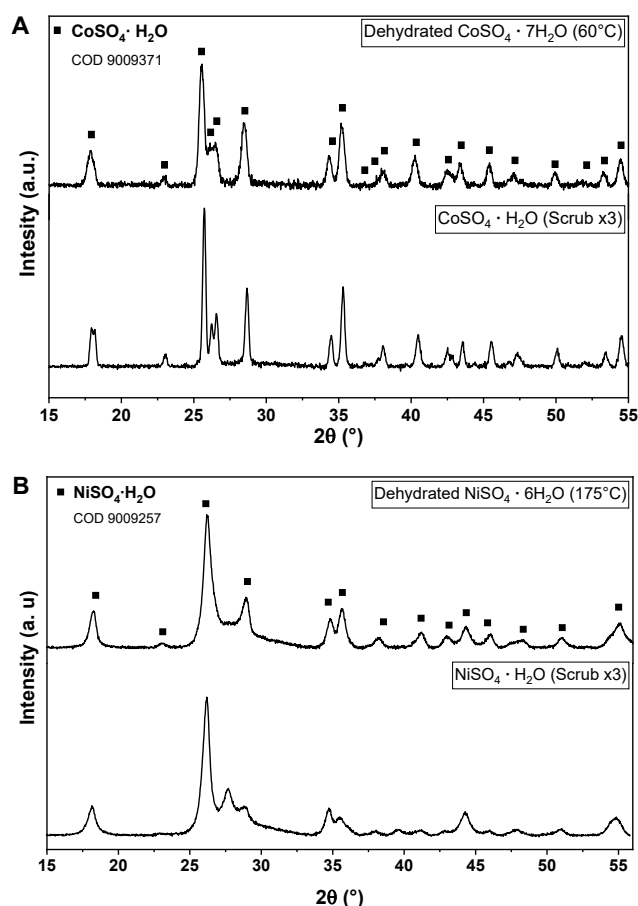 A
■ CoSO₄· H₂O
COD 9009371
Dehydrated CoSO₄ · 7H₂O (60°C)
CoSO₄ · H₂O (Scrub x3)
Intesity (a.u.)
15 20 25 30 35 40 45 50 55
2θ (°)
B
■ NiSO₄·H₂O
COD 9009257
Dehydrated NiSO₄ · 6H₂O (175°C)
NiSO₄ · H₂O (Scrub x3)
Intensity (a. u)
15 20 25 30 35 40 45 50 55
2θ (°)